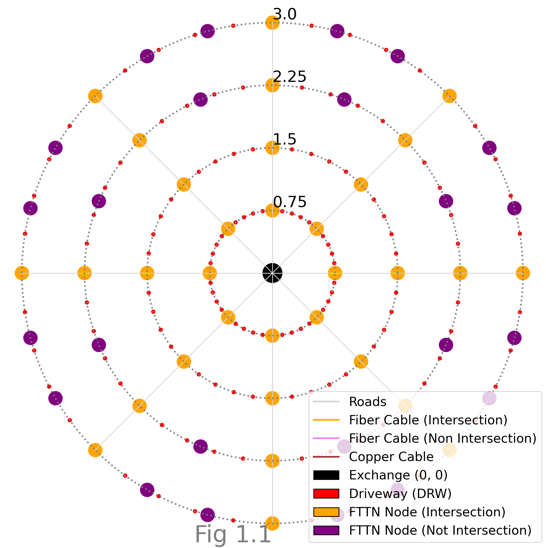 3.0
2.25
1.5
0.75
Roads
Fiber Cable (Intersection)
Fiber Cable (Non Intersection)
Copper Cable
Exchange (0, 0)
Driveway (DRW)
FTTN Node (Intersection)
FTTN Node (Not Intersection)
Fig 1.1